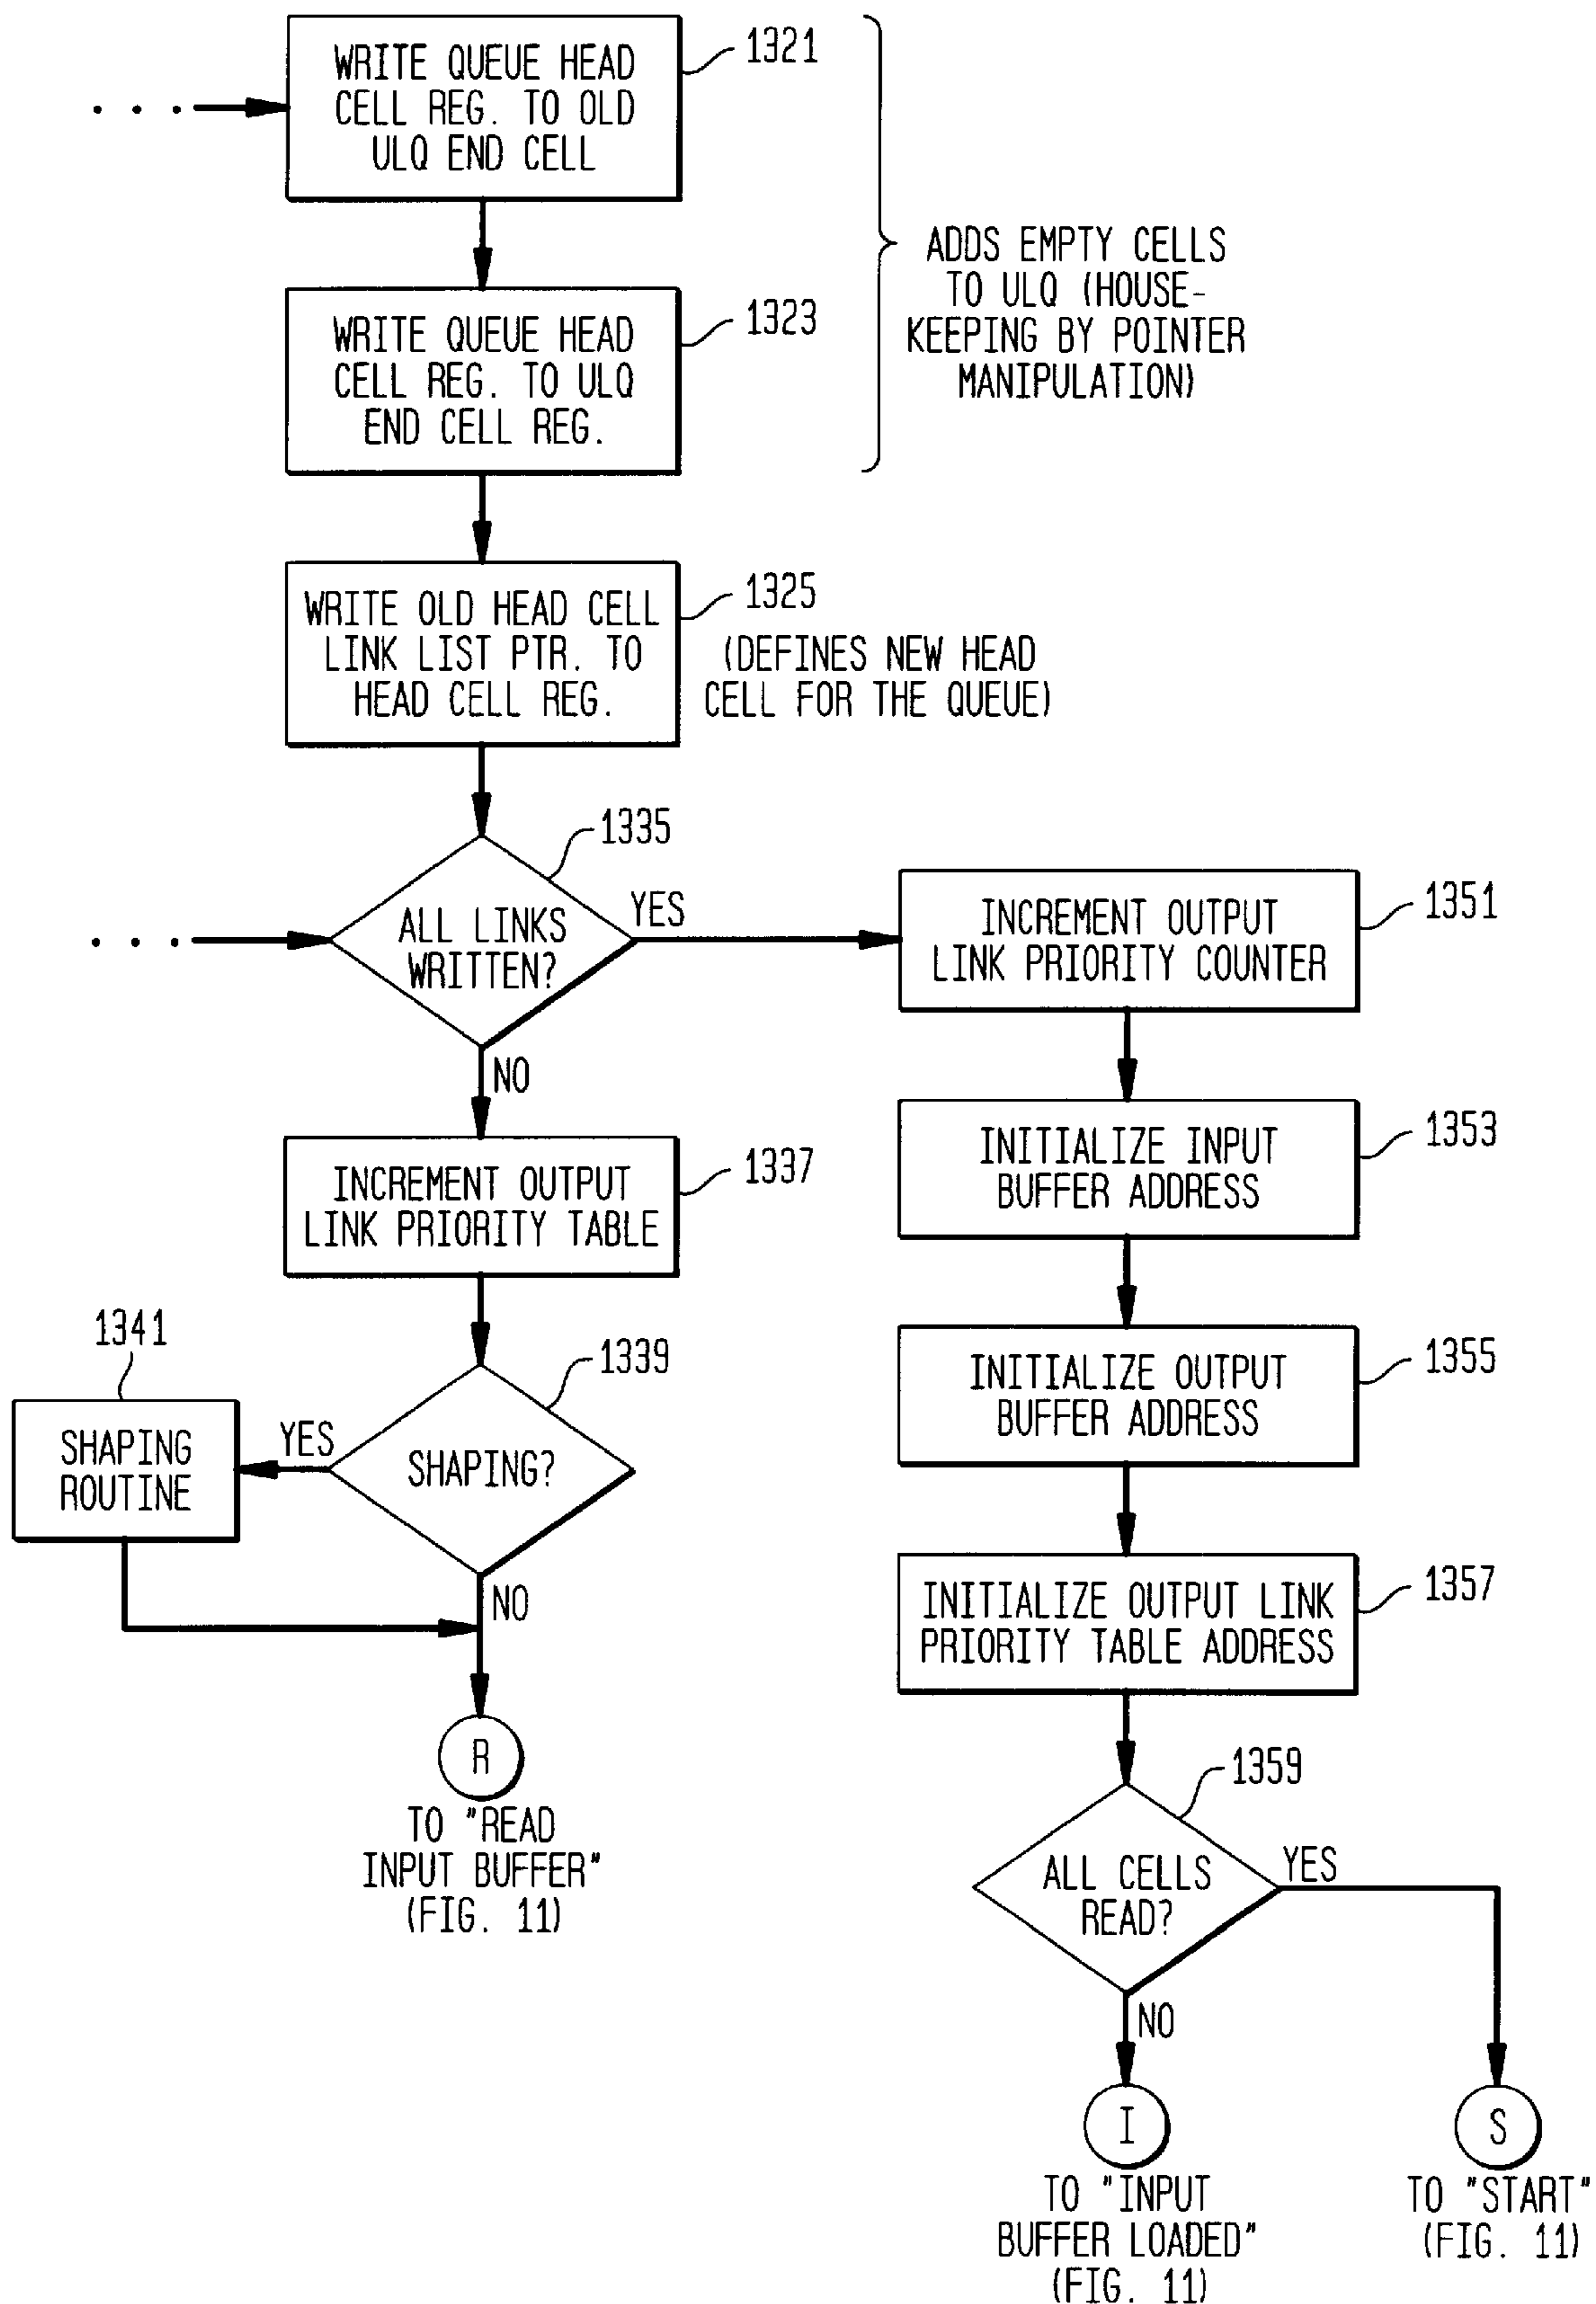 WRITE QUEUE HEAD
CELL REG. TO OLD
ULQ END CELL
1321
. . .
WRITE QUEUE HEAD
CELL REG. TO ULQ
END CELL REG.
1323
ADDS EMPTY CELLS
TO ULQ (HOUSE-
KEEPING BY POINTER
MANIPULATION)
WRITE OLD HEAD CELL
LINK LIST PTR. TO
HEAD CELL REG.
1325
(DEFINES NEW HEAD
CELL FOR THE QUEUE)
1335
. . .
ALL LINKS
WRITTEN?
YES
NO
INCREMENT OUTPUT
LINK PRIORITY TABLE
1337
1339
SHAPING?
YES
1341
SHAPING
ROUTINE
NO
R
TO "READ
INPUT BUFFER"
(FIG. 11)
INCREMENT OUTPUT
LINK PRIORITY COUNTER
1351
INITIALIZE INPUT
BUFFER ADDRESS
1353
INITIALIZE OUTPUT
BUFFER ADDRESS
1355
INITIALIZE OUTPUT LINK
PRIORITY TABLE ADDRESS
1357
1359
ALL CELLS
READ?
YES
NO
I
TO "INPUT
BUFFER LOADED"
(FIG. 11)
S
TO "START"
(FIG. 11)